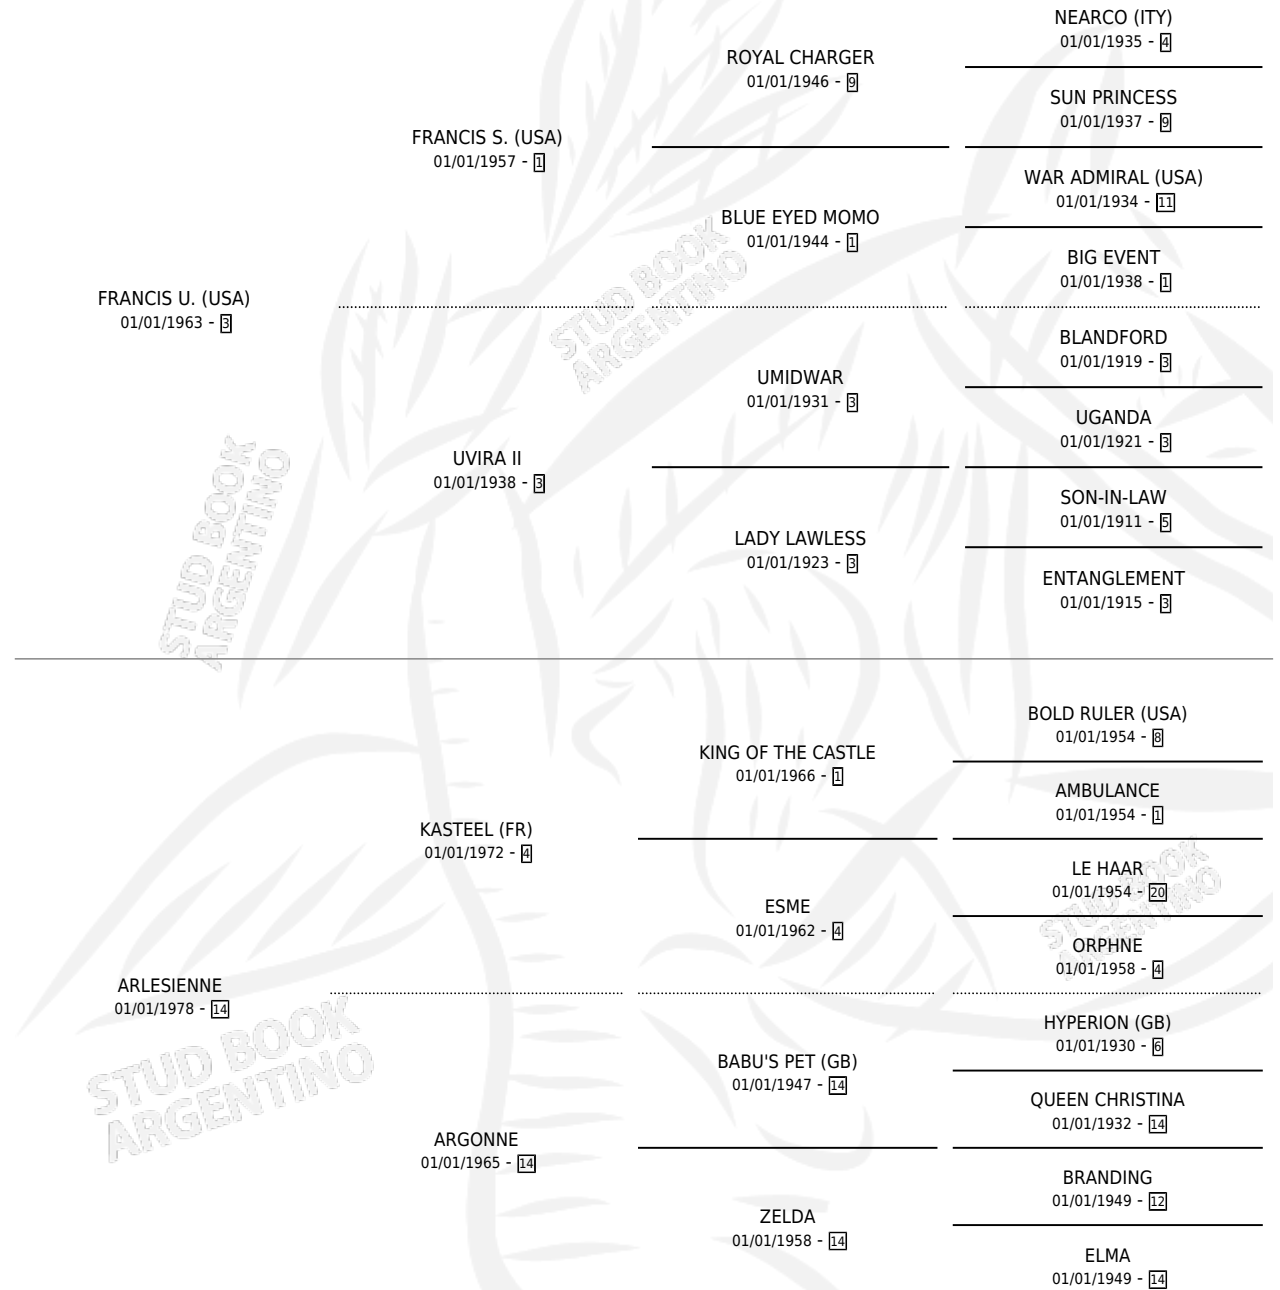 NEARCO (ITY)
01/01/1935 - 4
ROYAL CHARGER
01/01/1946 - 9
SUN PRINCESS
01/01/1937 - 9
FRANCIS S. (USA)
01/01/1957 - 1
WAR ADMIRAL (USA)
01/01/1934 - 11
BLUE EYED MOMO
01/01/1944 - 1
BIG EVENT
01/01/1938 - 1
FRANCIS U. (USA)
01/01/1963 - 3
STUD BOOK
ARGENTINO
BLANDFORD
01/01/1919 - 3
UMIDWAR
01/01/1931 - 3
UGANDA
01/01/1921 - 3
UVIRA II
01/01/1938 - 3
SON-IN-LAW
01/01/1911 - 5
LADY LAWLESS
01/01/1923 - 3
ENTANGLEMENT
01/01/1915 - 3
STUD BOOK
ARGENTINO
BOLD RULER (USA)
01/01/1954 - 8
KING OF THE CASTLE
01/01/1966 - 1
AMBULANCE
01/01/1954 - 1
KASTEEL (FR)
01/01/1972 - 4
LE HAAR
01/01/1954 - 20
ESME
01/01/1962 - 4
ORPHNE
01/01/1958 - 4
STUD BOOK
ARGENTINO
ARLESIENNE
01/01/1978 - 14
HYPERION (GB)
01/01/1930 - 6
BABU'S PET (GB)
01/01/1947 - 14
QUEEN CHRISTINA
01/01/1932 - 14
STUD BOOK
ARGENTINO
ARGONNE
01/01/1965 - 14
BRANDING
01/01/1949 - 12
ZELDA
01/01/1958 - 14
ELMA
01/01/1949 - 14